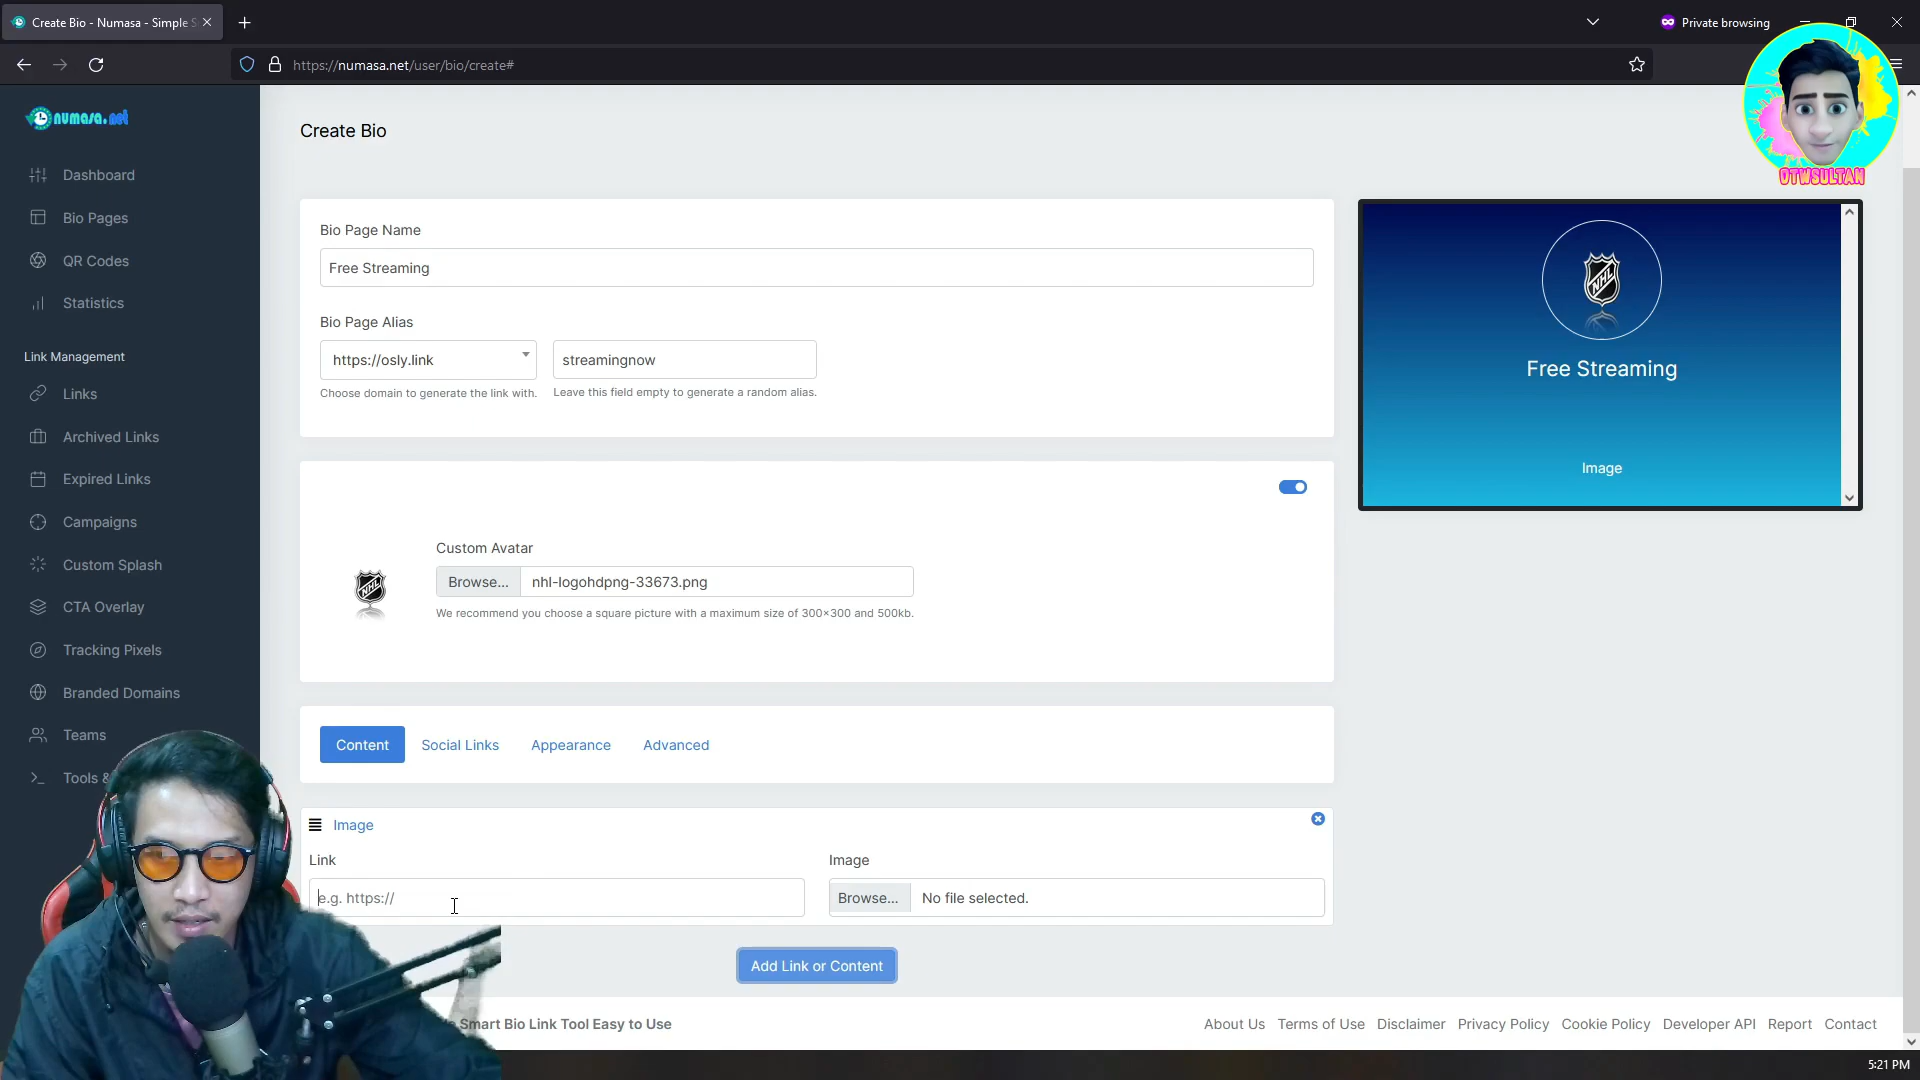 Create Bio - Numasa - Simple S
Private browsing
https://numasa.net/user/bio/create#
numasa.net
Dashboard
Bio Pages
QR Codes
Statistics
Link Management
Links
Archived Links
Expired Links
Campaigns
Custom Splash
CTA Overlay
Tracking Pixels
Branded Domains
Teams
Tools &
Create Bio
Bio Page Name
Free Streaming
Bio Page Alias
https://osly.link
streamingnow
Choose domain to generate the link with.
Leave this field empty to generate a random alias.
Custom Avatar
Browse...
nhl-logohdpng-33673.png
We recommend you choose a square picture with a maximum size of 300x300 and 500kb.
NHL
Content
Social Links
Appearance
Advanced
Image
Link
e.g. https://
Image
Browse...
No file selected.
Add Link or Content
OTWSULTAN
NHL
Free Streaming
Image
Smart Bio Link Tool Easy to Use
About Us
Terms of Use
Disclaimer
Privacy Policy
Cookie Policy
Developer API
Report
Contact
5:21 PM